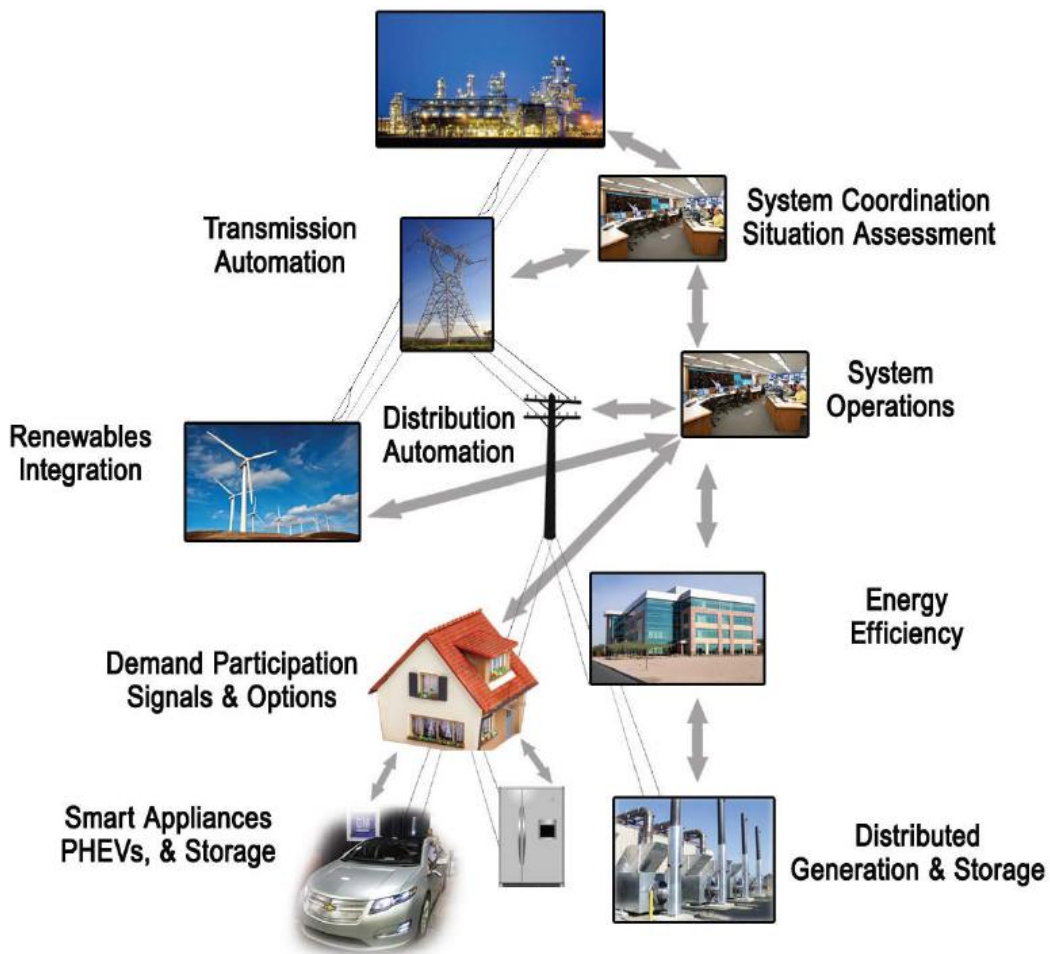 System Coordination
Situation Assessment
Transmission
Automation
System
Operations
Distribution
Automation
Renewables
Integration
Energy
Efficiency
Demand Participation
Signals & Options
Smart Appliances
PHEVs, & Storage
Distributed
Generation & Storage